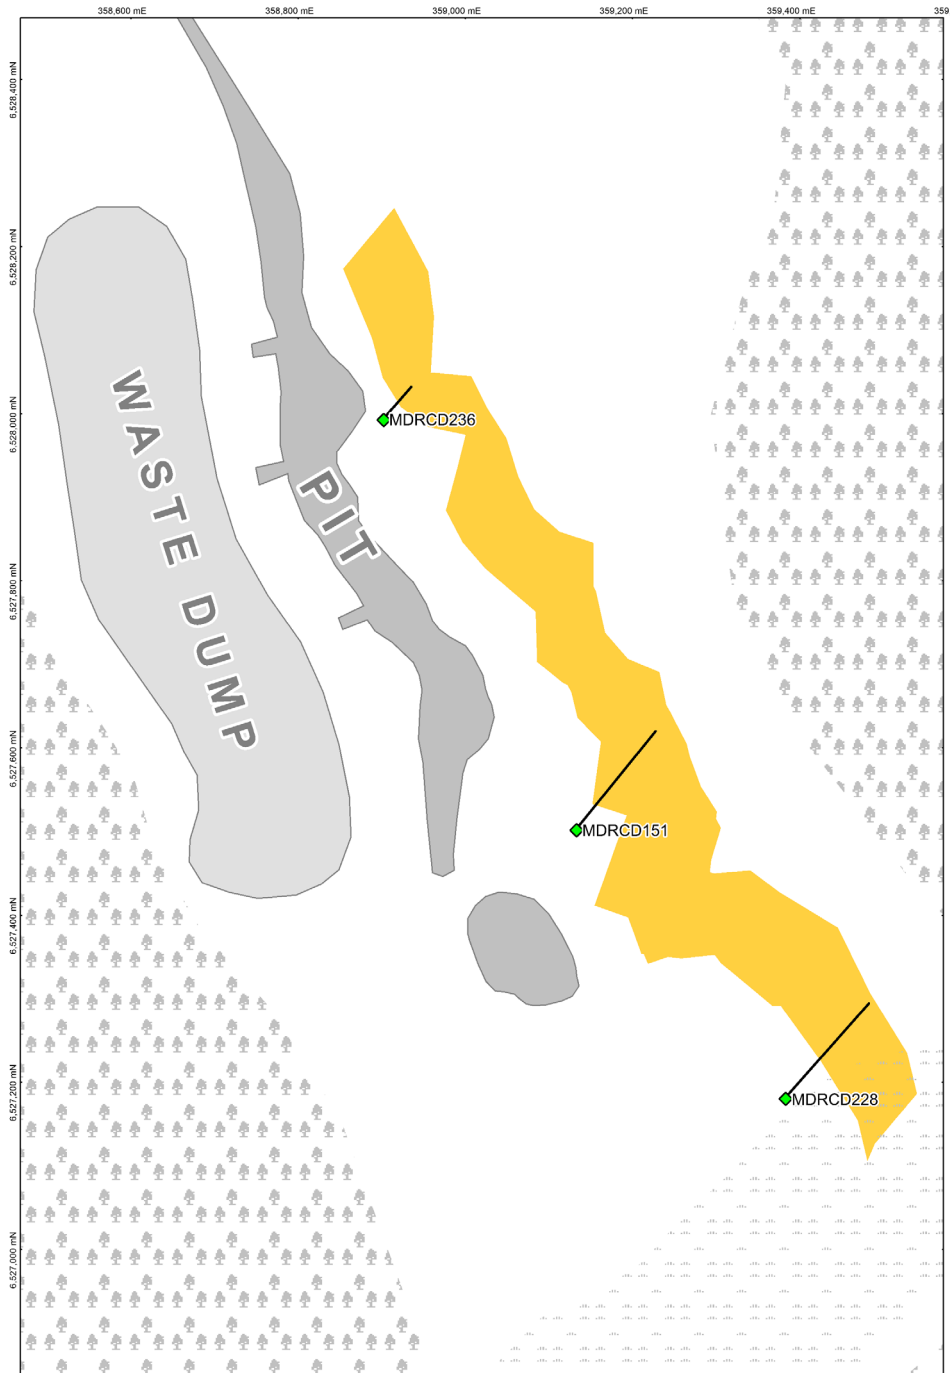 358,600 mE
358,800 mE
359,000 mE
359,200 mE
359,400 mE
359
6,528,400 mN
6,528,200 mN
6,528,000 mN
6,527,800 mN
6,527,600 mN
6,527,400 mN
6,527,200 mN
6,527,000 mN
WASTE DUMP
PIT
MDRCD236
MDRCD151
MDRCD228